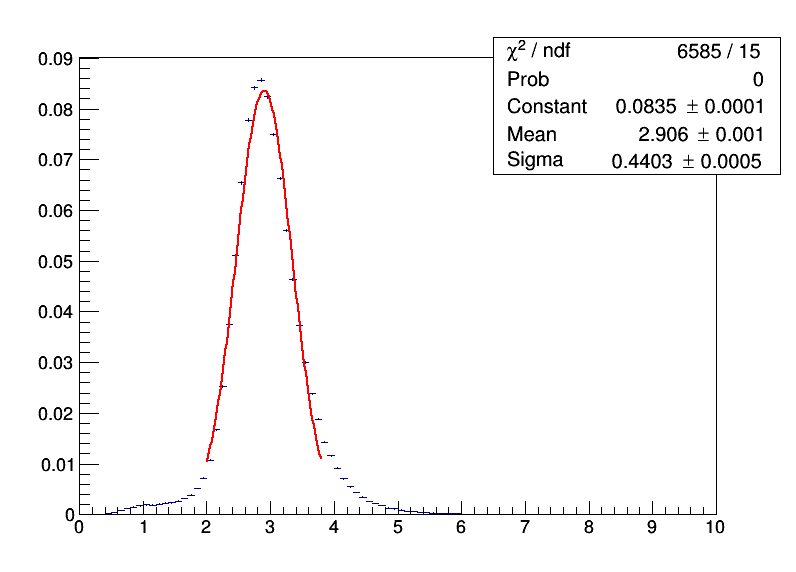 χ² / ndf 6585 / 15
Prob 0
Constant 0.0835 ± 0.0001
Mean 2.906 ± 0.001
Sigma 0.4403 ± 0.0005
0.09
0.08
0.07
0.06
0.05
0.04
0.03
0.02
0.01
0
0 1 2 3 4 5 6 7 8 9 10